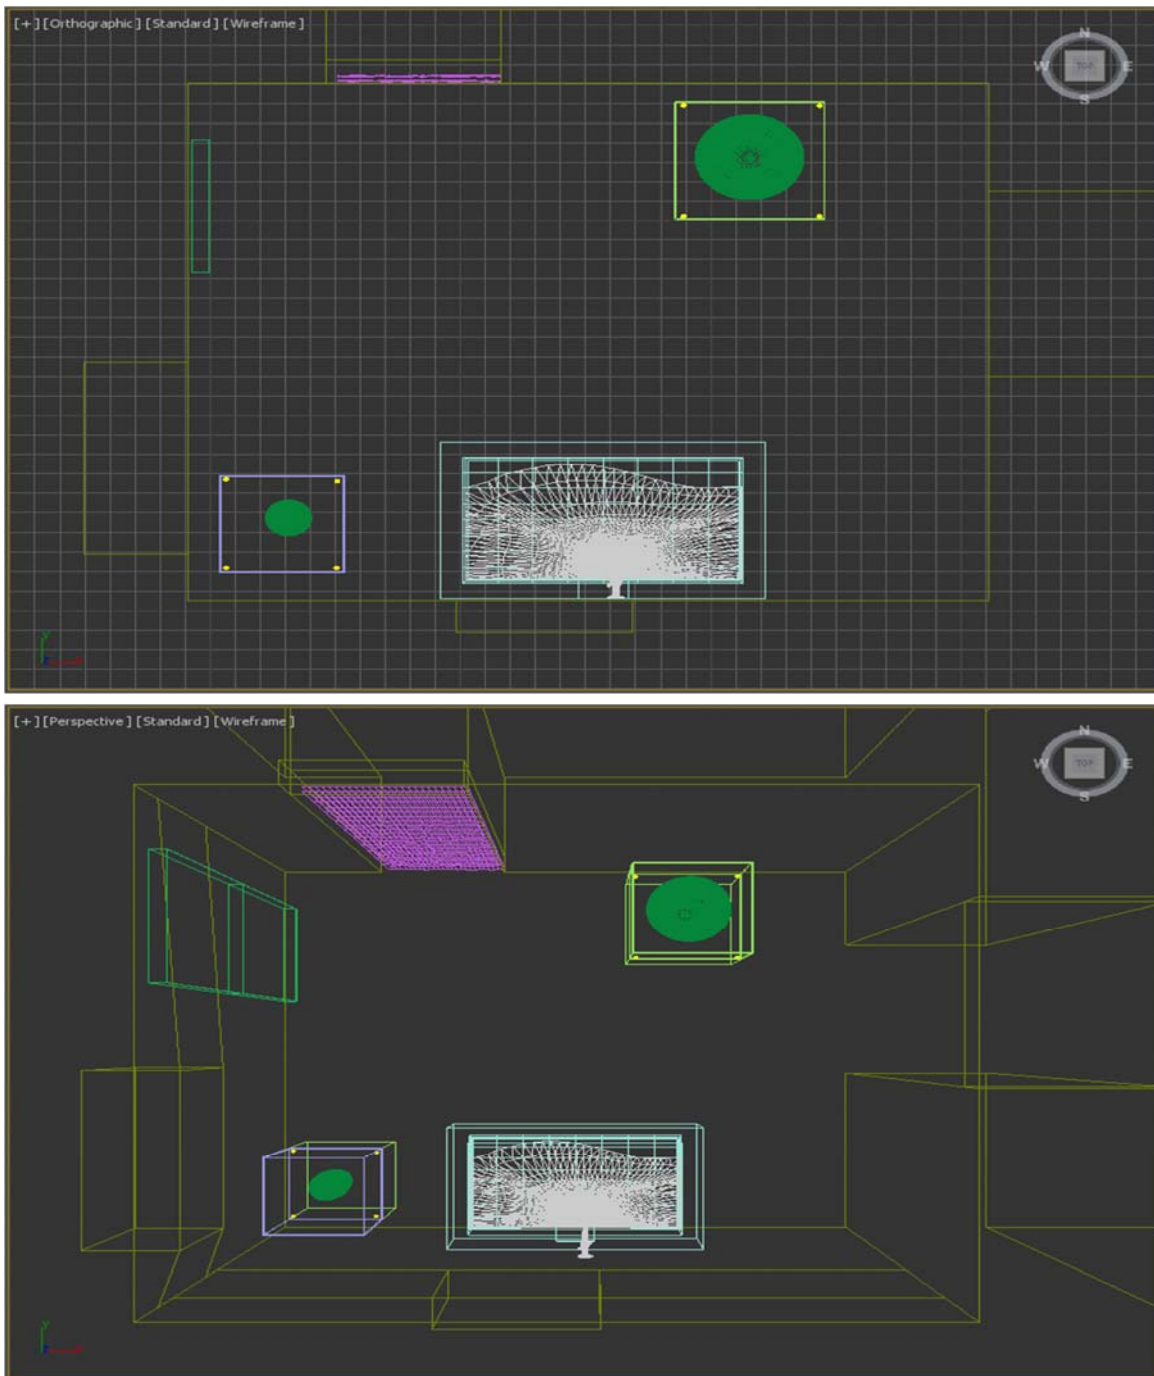 [+] [Orthographic] [Standard] [Wireframe]
N
W TOP E
S
y
[+] [Perspective] [Standard] [Wireframe]
N
W TOP E
S
y